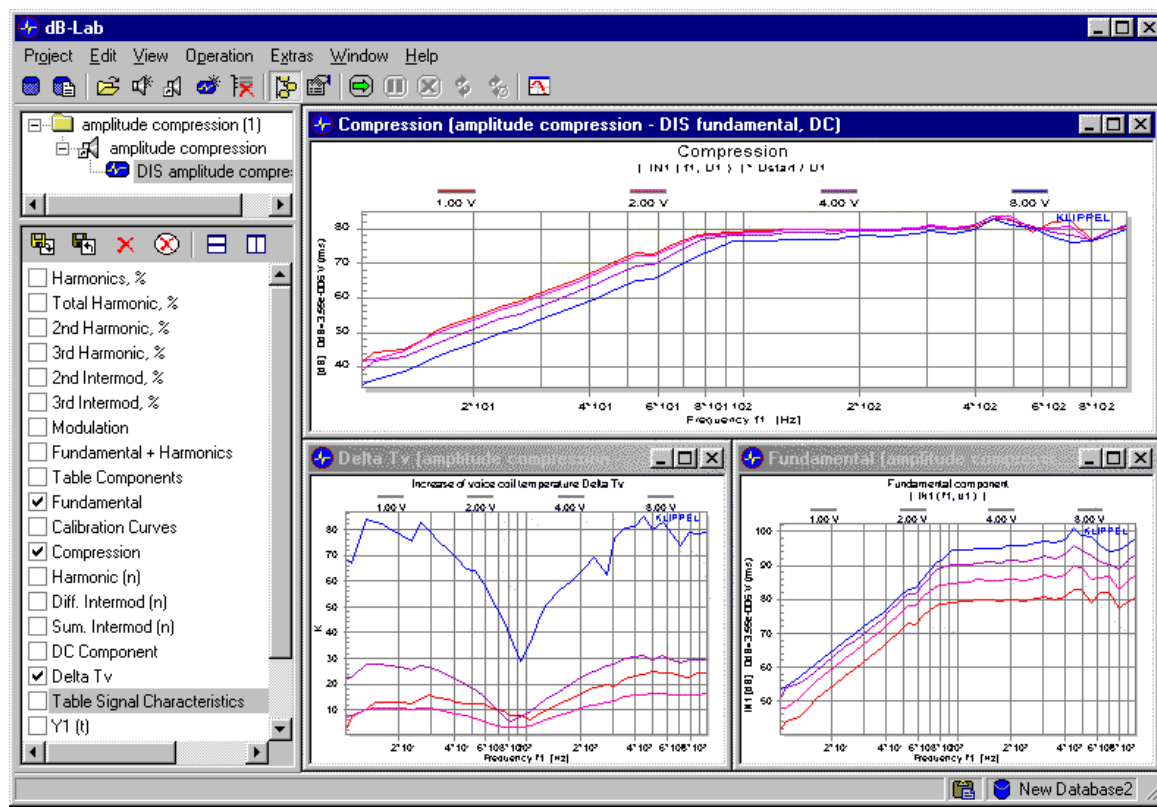 dB-Lab
Project Edit View Operation Extras Window Help
amplitude compression (1)
amplitude compression
DIS amplitude compre
Harmonics, %
Total Harmonic, %
2nd Harmonic, %
3rd Harmonic, %
2nd Intermod, %
3rd Intermod, %
Modulation
Fundamental + Harmonics
Table Components
Fundamental
Calibration Curves
Compression
Harmonic (n)
Diff. Intermod (n)
Sum. Intermod (n)
DC Component
Delta Tv
Table Signal Characteristics
Y1 (t)
Compression (amplitude compression - DIS fundamental, DC)
Compression
1.00 V 2.00 V 4.00 V 8.00 V
KLIPPEL
80
70
60
50
40
2*101 4*101 6*101 8*101 102 2*102 4*102 6*102 8*102
Frequency f1 [Hz]
Delta Tv (amplitude compression
Increase of voice coil temperature Delta Tv
1.00 V 2.00 V 4.00 V 8.00 V
KLIPPEL
80
70
60
50
40
30
20
10
K
Frequency f1 [Hz]
Fundamental (amplitude
Fundamental component
1.00 V 2.00 V 4.00 V 8.00 V
KLIPPEL
100
90
80
70
60
50
Frequency f1 [Hz]
New Database2